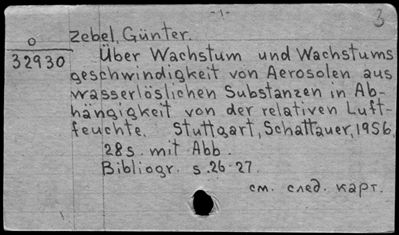 -1-
3
Zebel, Günter.
O
32930
Über Wachstum und Wachstums
geschwindigkeit von Aerosolen aus
wasserlöslichen Substanzen in Ab-
hängigkeit von der relativen Luft-
feuchte. Stuttgart, Schattauer, 1956.
28s. mit Abb.
Bibliogr. s. 26-27.
см. след. карт.